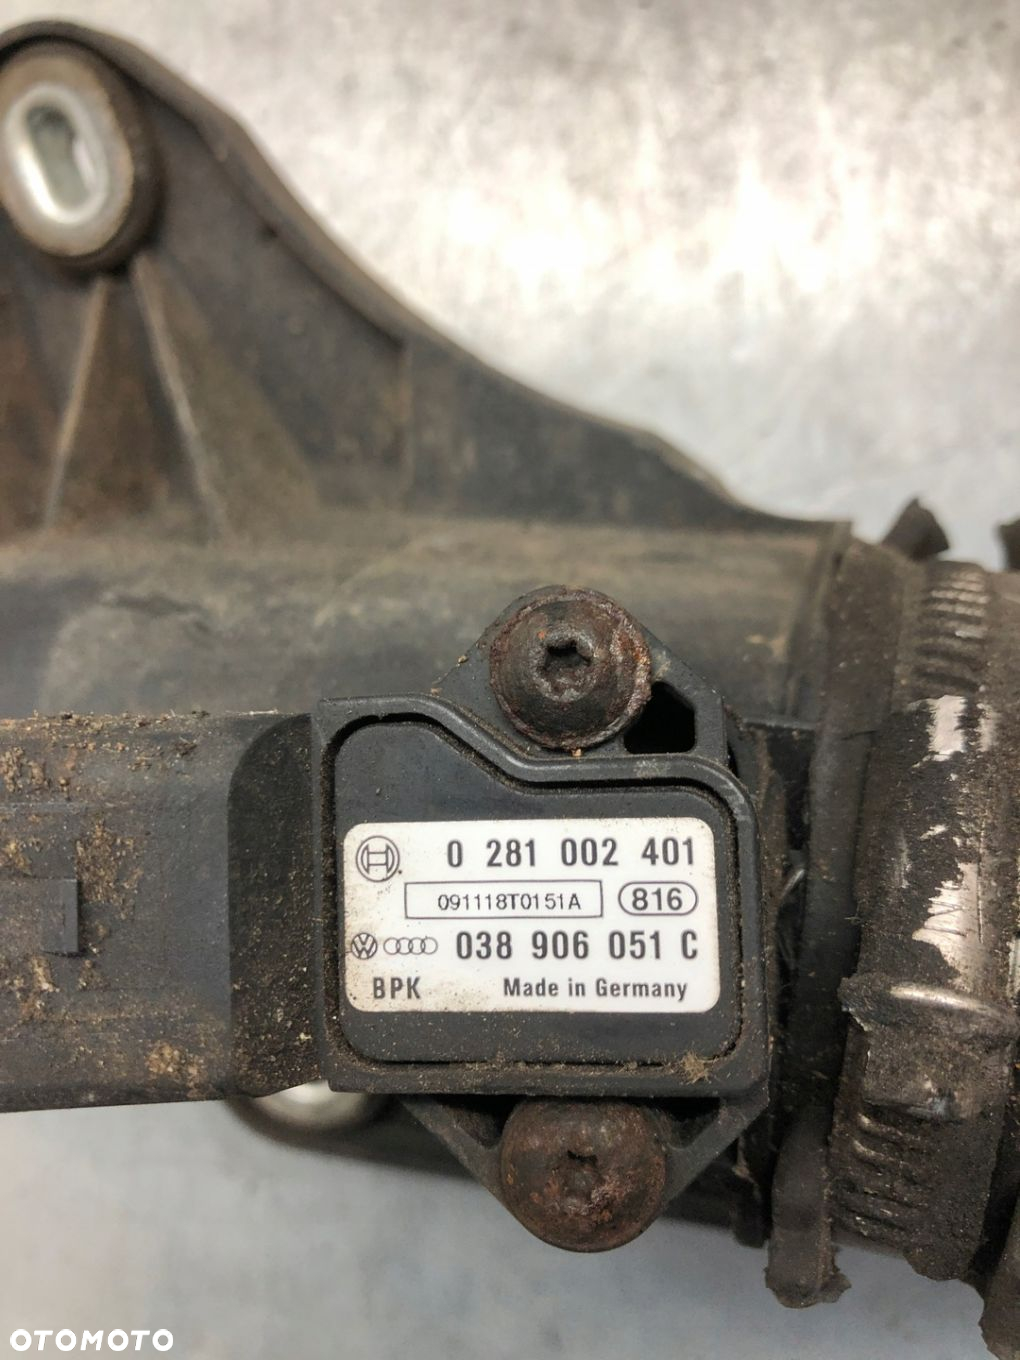 0 281 002 401
091118T0151A 816
038 906 051 C
BPK Made in Germany
OTOMOTO